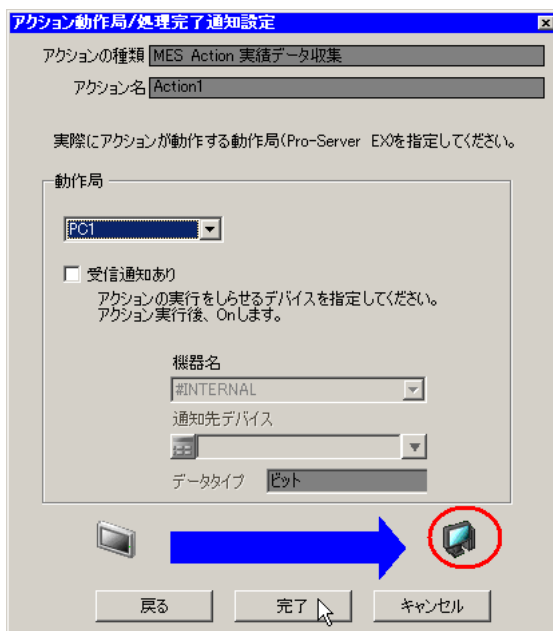 アクション動作局/処理完了通知設定
アクションの種類 MES Action 実績データ収集
アクション名 Action1
実際にアクションが動作する動作局(Pro-Server EX)を指定してください。
動作局
PC1
受信通知あり
アクションの実行をしらせるデバイスを指定してください。
アクション実行後、Onします。
機器名
#INTERNAL
通知先デバイス
データタイプ ビット
戻る 完了 キャンセル